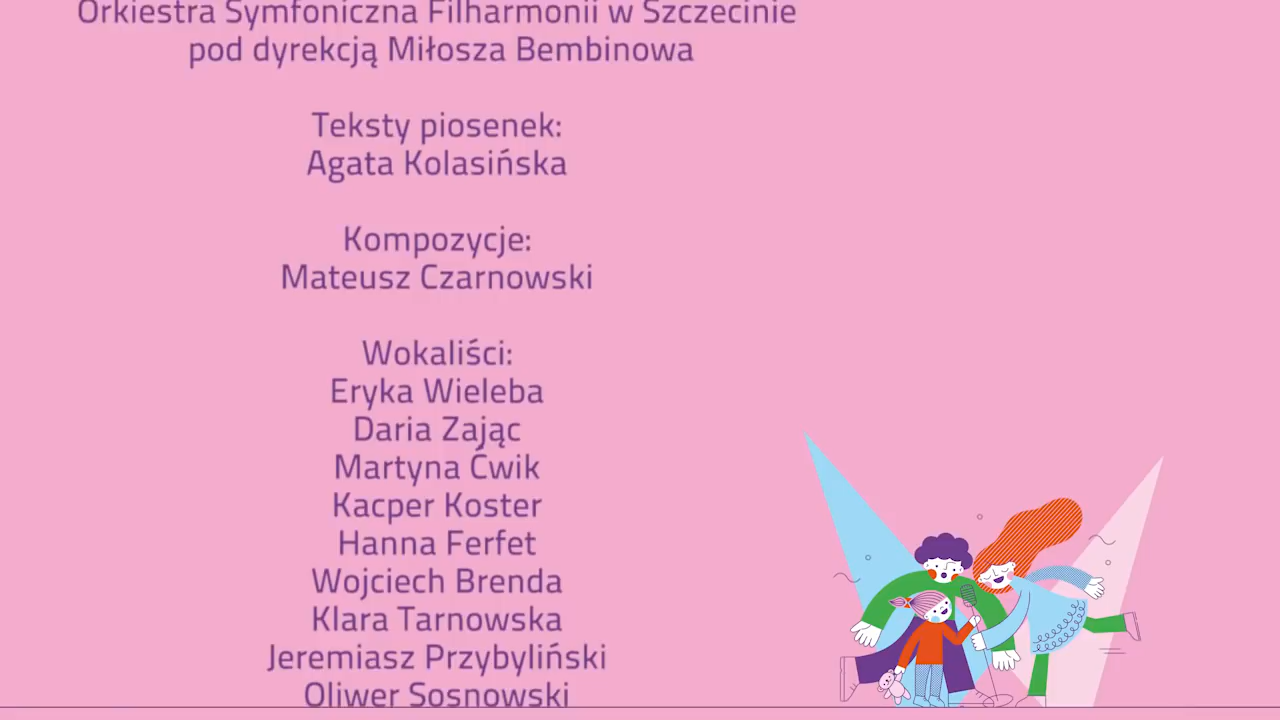 Orkiestra Symfoniczna Filharmonii w Szczecinie
pod dyrekcją Miłosza Bembinowa
Teksty piosenek:
Agata Kolasińska
Kompozycje:
Mateusz Czarnowski
Wokaliści:
Eryka Wieleba
Daria Zając
Martyna Ćwik
Kacper Koster
Hanna Ferfet
Wojciech Brenda
Klara Tarnowska
Jeremiasz Przybyliński
Oliwer Sosnowski